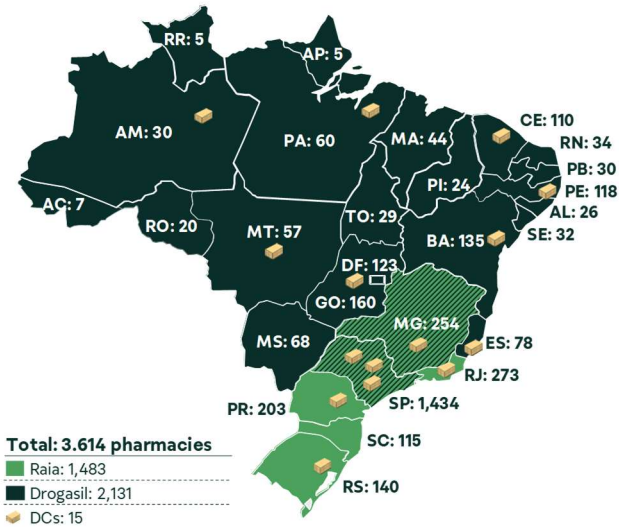 RR: 5
AP: 5
AM: 30
PA: 60
MA: 44
CE: 110
RN: 34
PB: 30
PE: 118
AL: 26
SE: 32
PI: 24
AC: 7
RO: 20
MT: 57
TO: 29
BA: 135
DF: 123
GO: 160
MG: 254
MS: 68
ES: 78
RJ: 273
SP: 1,434
PR: 203
SC: 115
RS: 140
Total: 3.614 pharmacies
Raia: 1,483
Drogasil: 2,131
DCs: 15